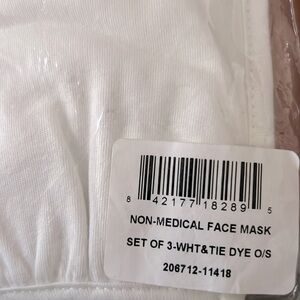 8 42177 18289 5
NON-MEDICAL FACE MASK
SET OF 3-WHT&TIE DYE O/S
206712-11418